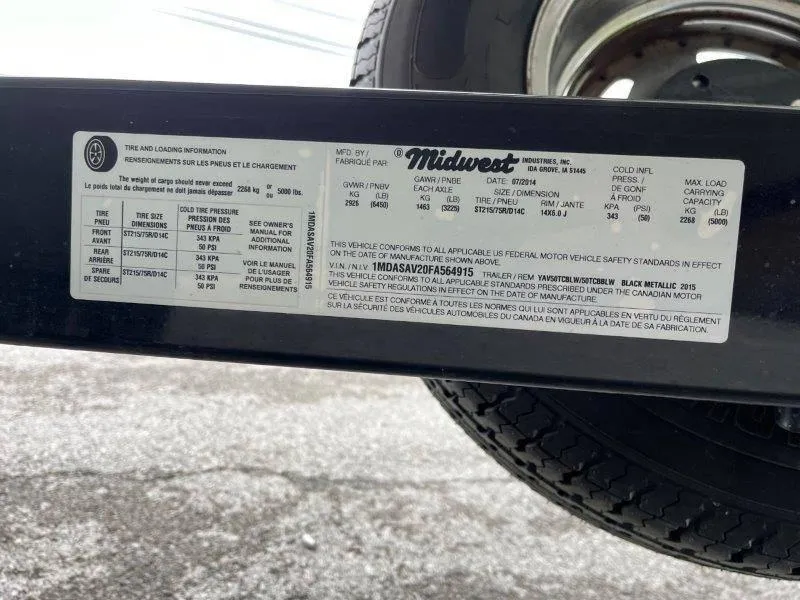 TIRE AND LOADING INFORMATION
RENSEIGNEMENTS SUR LES PNEUS ET LE CHARGEMENT
The weight of cargo should never exceed 2268 kg or 5000 lbs.
Le poids total du chargement ne doit jamais dépasser ou
TIRE PNEU TIRE SIZE DIMENSIONS COLD TIRE PRESSURE PRESSION DES PNEUS À FROID
FRONT AVANT ST215/75R/D14C 343 KPA 50 PSI
REAR ARRIÈRE ST215/75R/D14C 343 KPA 50 PSI
SPARE DE SECOURS ST215/75R/D14C 343 KPA 50 PSI
SEE OWNER'S
MANUAL FOR
ADDITIONAL
INFORMATION
VOIR LE MANUEL
DE L'USAGER
POUR PLUS DE
RENSEIGNEMENTS
1MDASAV20FA564915
MFD. BY / FABRIQUÉ PAR: Midwest INDUSTRIES, INC.
IDA GROVE, IA 51445
GVWR / PNBV
KG (LB)
2926 (6450)
GAWR / PNBE
EACH AXLE
KG (LB)
1463 (3225)
DATE: 07/2014
SIZE / DIMENSION
TIRE / PNEU RIM / JANTE
ST215/75R/D14C 14X6.0 J
COLD INFL
PRESS. /
DE GONF
À FROID
KPA (PSI)
343 (50)
MAX. LOAD
CARRYING
CAPACITY
KG (LB)
2268 (5000)
THIS VEHICLE CONFORMS TO ALL APPLICABLE US FEDERAL MOTOR VEHICLE SAFETY STANDARDS IN EFFECT
ON THE DATE OF MANUFACTURE SHOWN ABOVE.
V.I.N. / N.I.V. 1MDASAV20FA564915 TRAILER / REM YAV50TCBLW/50TCBBLW BLACK METALLIC 2015
THIS VEHICLE CONFORMS TO ALL APPLICABLE STANDARDS PRESCRIBED UNDER THE CANADIAN MOTOR
VEHICLE SAFETY REGULATIONS IN EFFECT ON THE DATE OF MANUFACTURE.
CE VÉHICULE EST CONFORME À TOUTES LES NORMES QUI LUI SONT APPLICABLES EN VERTU DU RÈGLEMENT
SUR LA SÉCURITÉ DES VÉHICULES AUTOMOBILES DU CANADA EN VIGUEUR À LA DATE DE SA FABRICATION.